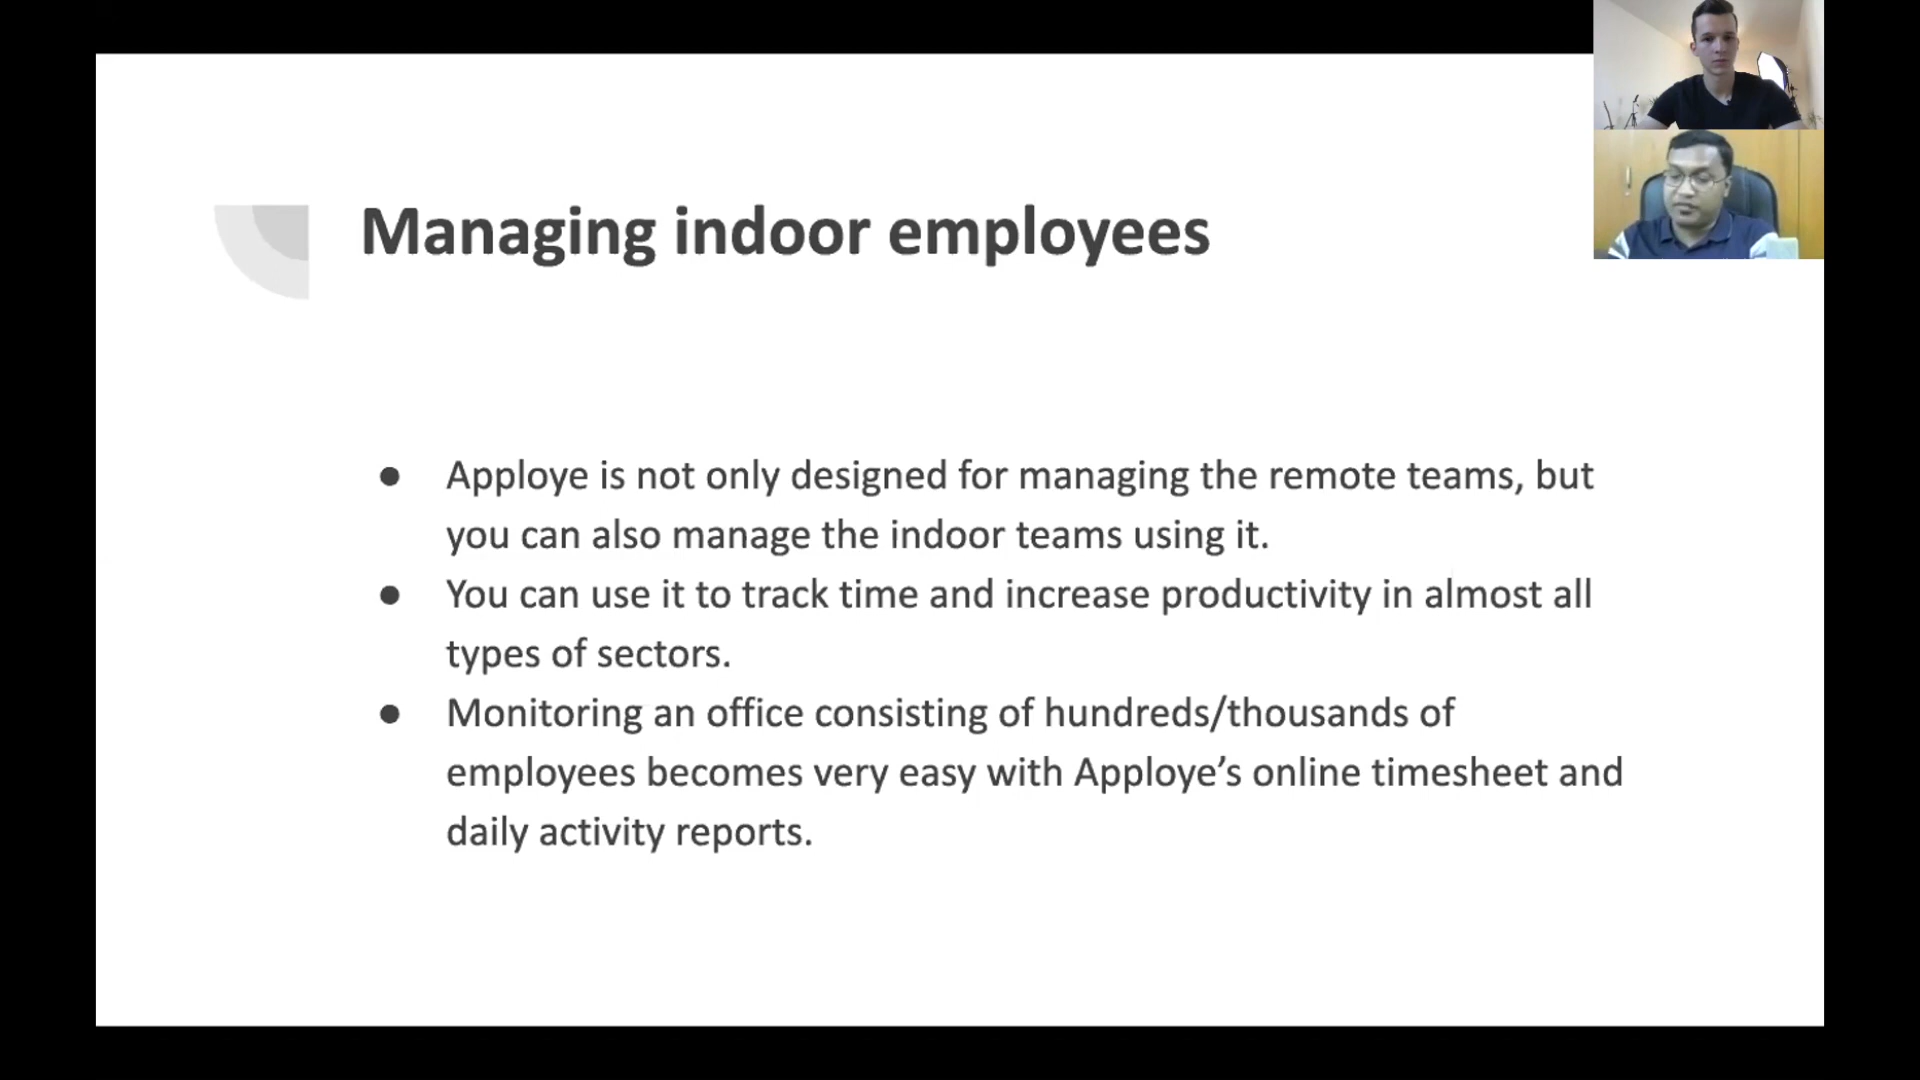 Managing indoor employees
● Apploye is not only designed for managing the remote teams, but
you can also manage the indoor teams using it.
● You can use it to track time and increase productivity in almost all
types of sectors.
● Monitoring an office consisting of hundreds/thousands of
employees becomes very easy with Apploye’s online timesheet and
daily activity reports.